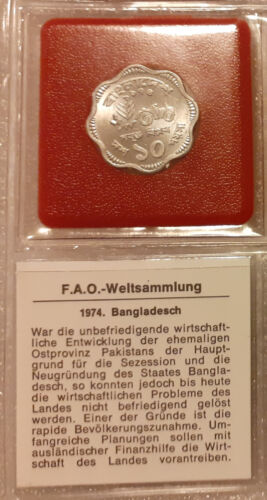 ১০
F.A.O.-Weltsammlung
1974. Bangladesch
War die unbefriedigende wirtschaft-
liche Entwicklung der ehemaligen
Ostprovinz Pakistans der Haupt-
grund für die Sezession und die
Neugründung des Staates Bangla-
desch, so konnten jedoch bis heute
die wirtschaftlichen Probleme des
Landes nicht befriedigend gelöst
werden. Einer der Gründe ist die
rapide Bevölkerungszunahme. Um-
fangreiche Planungen sollen mit
ausländischer Finanzhilfe die Wirt-
schaft des Landes vorantreiben.